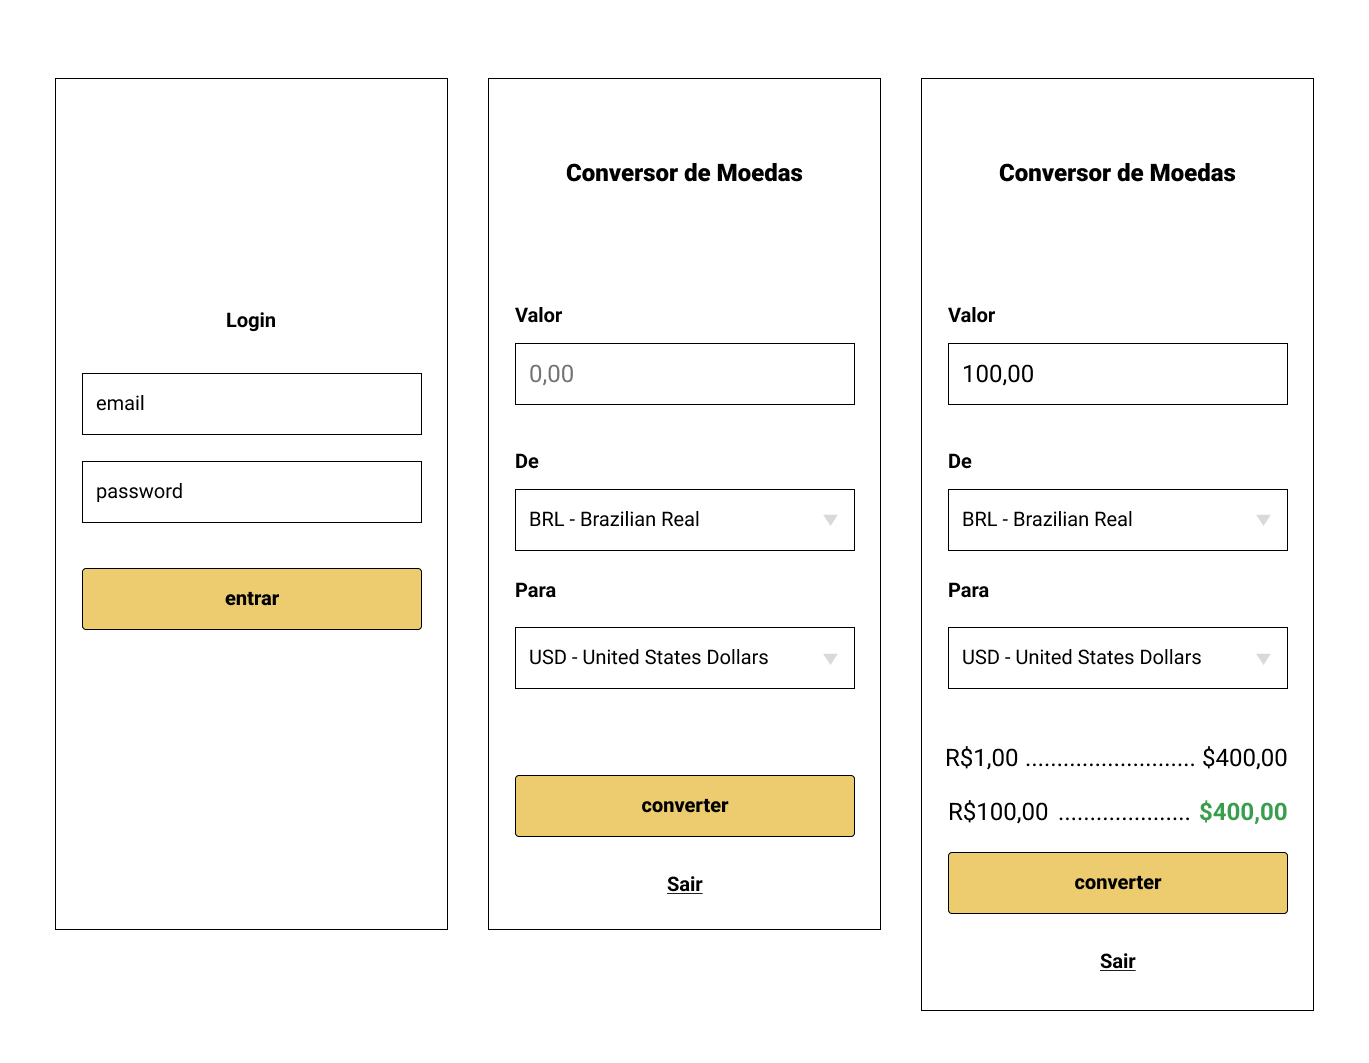 Login
email
password
entrar
Conversor de Moedas
Valor
0,00
De
BRL - Brazilian Real
Para
USD - United States Dollars
converter
Sair
Conversor de Moedas
Valor
100,00
De
BRL - Brazilian Real
Para
USD - United States Dollars
R$1,00 ........................... $400,00
R$100,00 ..................... $400,00
converter
Sair